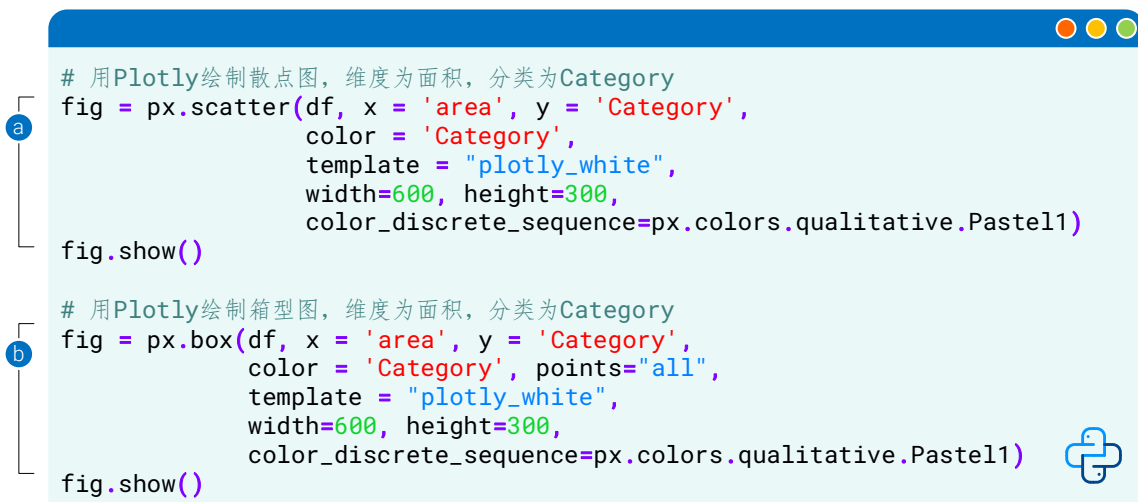 # 用Plotly绘制散点图，维度为面积，分类为Category
fig = px.scatter(df, x = 'area', y = 'Category',
a
color = 'Category',
template = "plotly_white",
width=600, height=300,
color_discrete_sequence=px.colors.qualitative.Pastel1)
fig.show()
# 用Plotly绘制箱型图，维度为面积，分类为Category
fig = px.box(df, x = 'area', y = 'Category',
b
color = 'Category', points="all",
template = "plotly_white",
width=600, height=300,
color_discrete_sequence=px.colors.qualitative.Pastel1)
fig.show()